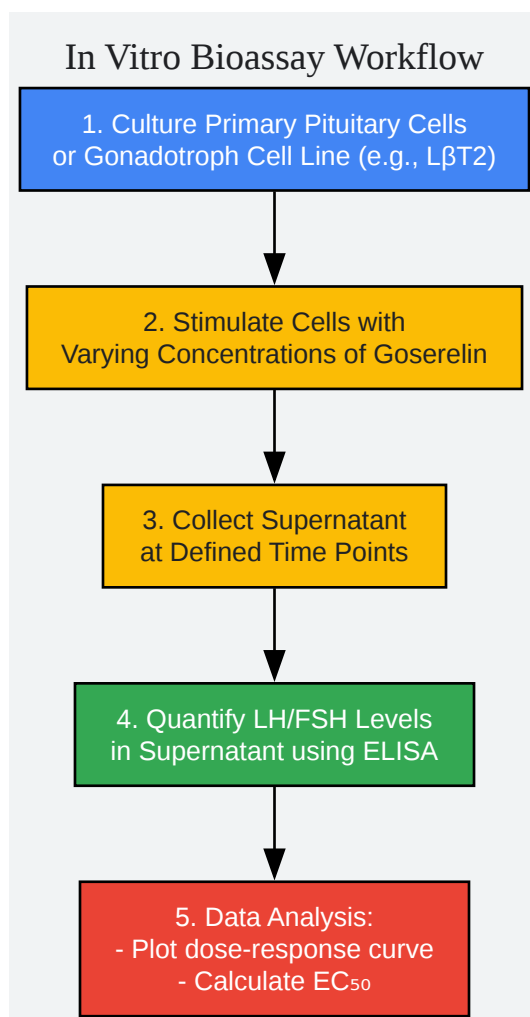 In Vitro Bioassay Workflow
1. Culture Primary Pituitary Cells
or Gonadotroph Cell Line (e.g., LβT2)
2. Stimulate Cells with
Varying Concentrations of Goserelin
3. Collect Supernatant
at Defined Time Points
4. Quantify LH/FSH Levels
in Supernatant using ELISA
5. Data Analysis:
- Plot dose-response curve
- Calculate EC₅₀